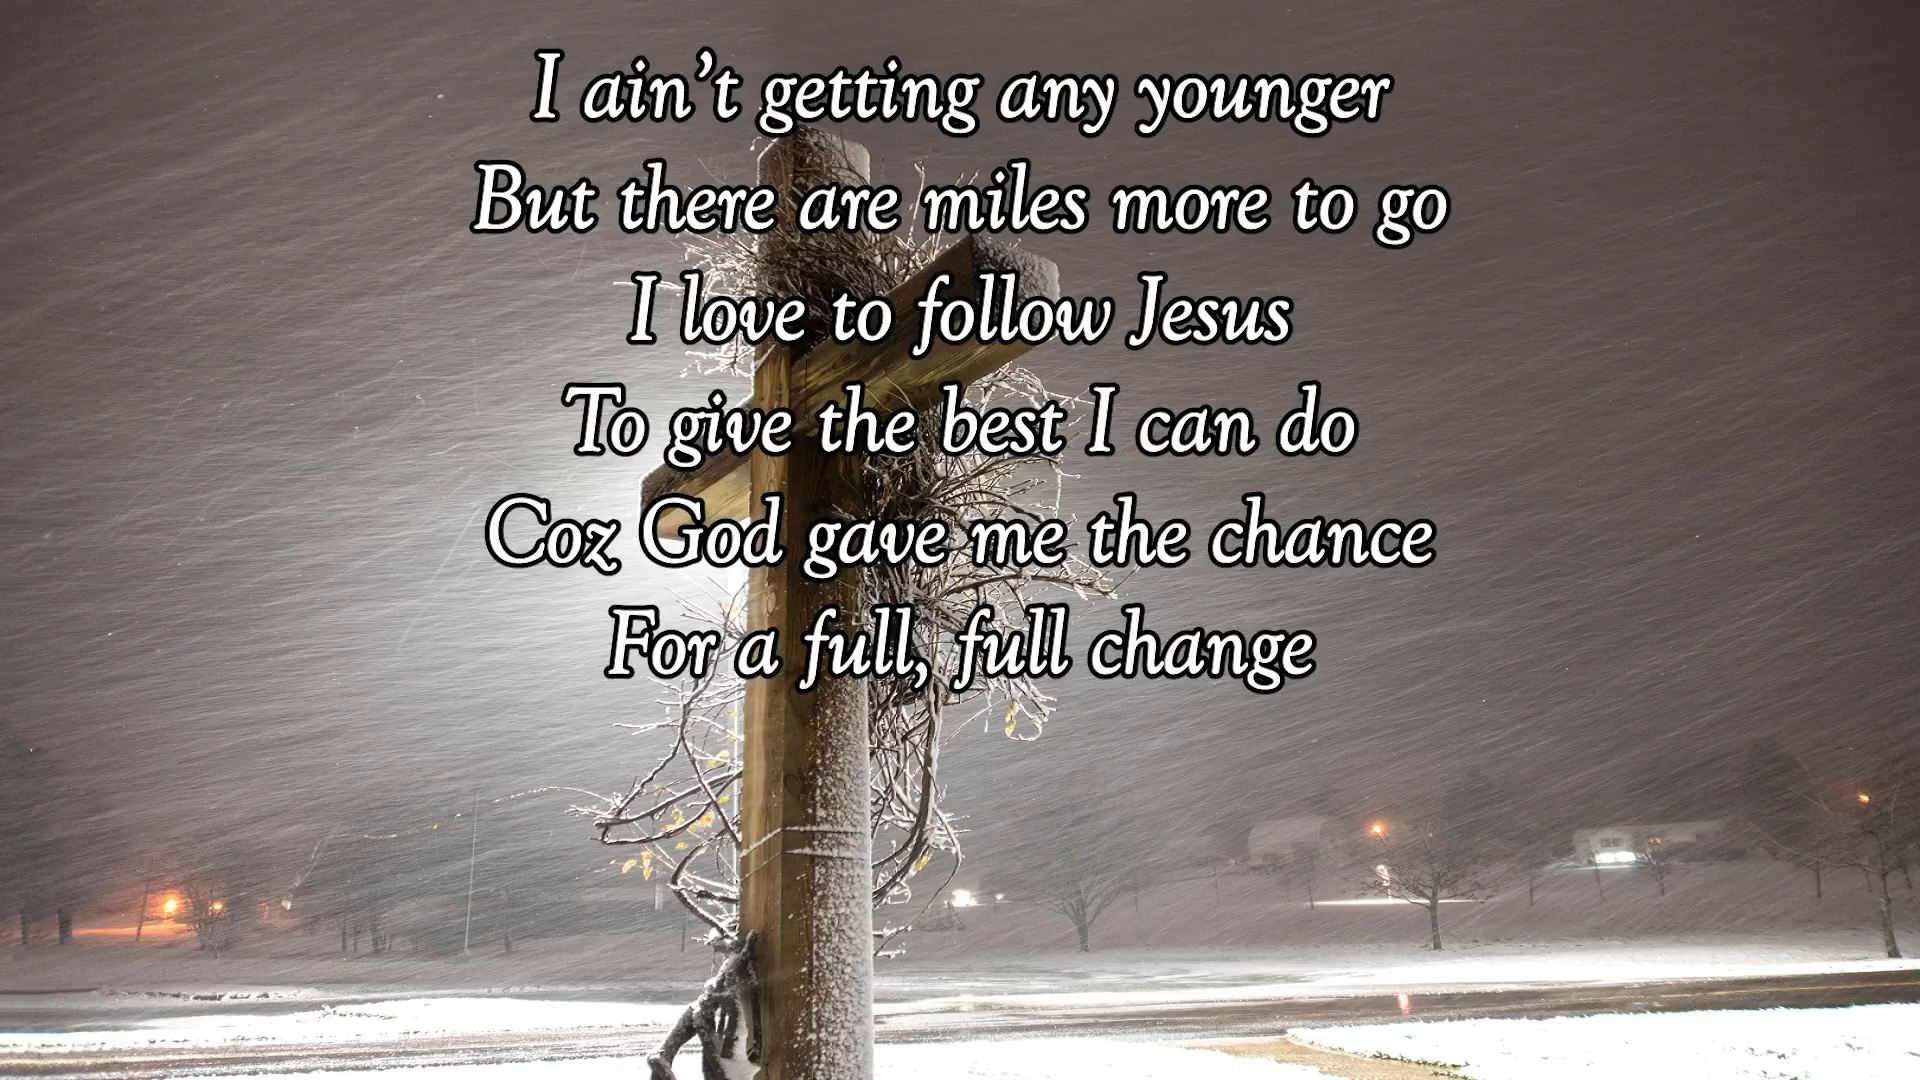 I ain't getting any younger
But there are miles more to go
I love to follow Jesus
To give the best I can do
Coz God gave me the chance
For a full, full change